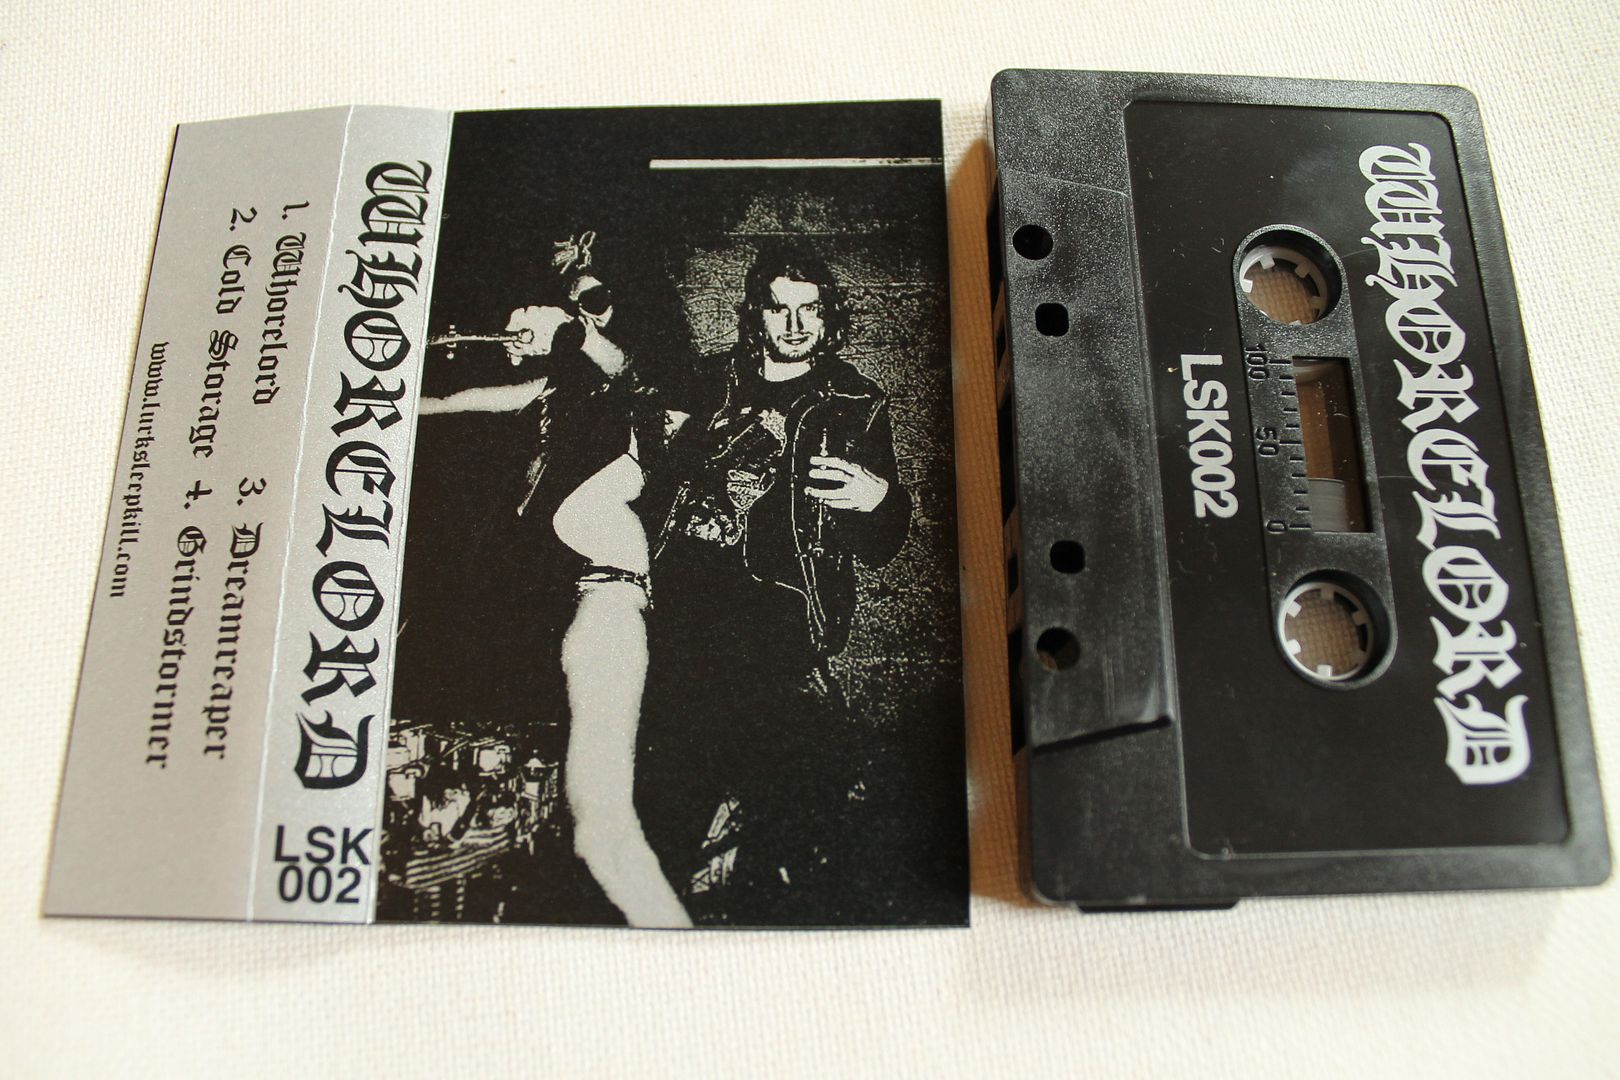 1. Whorelord
2. Cold Storage
3. Dreamreaper
4. Grindstormer
www.lurksleepkill.com
WHORELORD
LSK
002
WHORELORD
LSK002
100 50 0